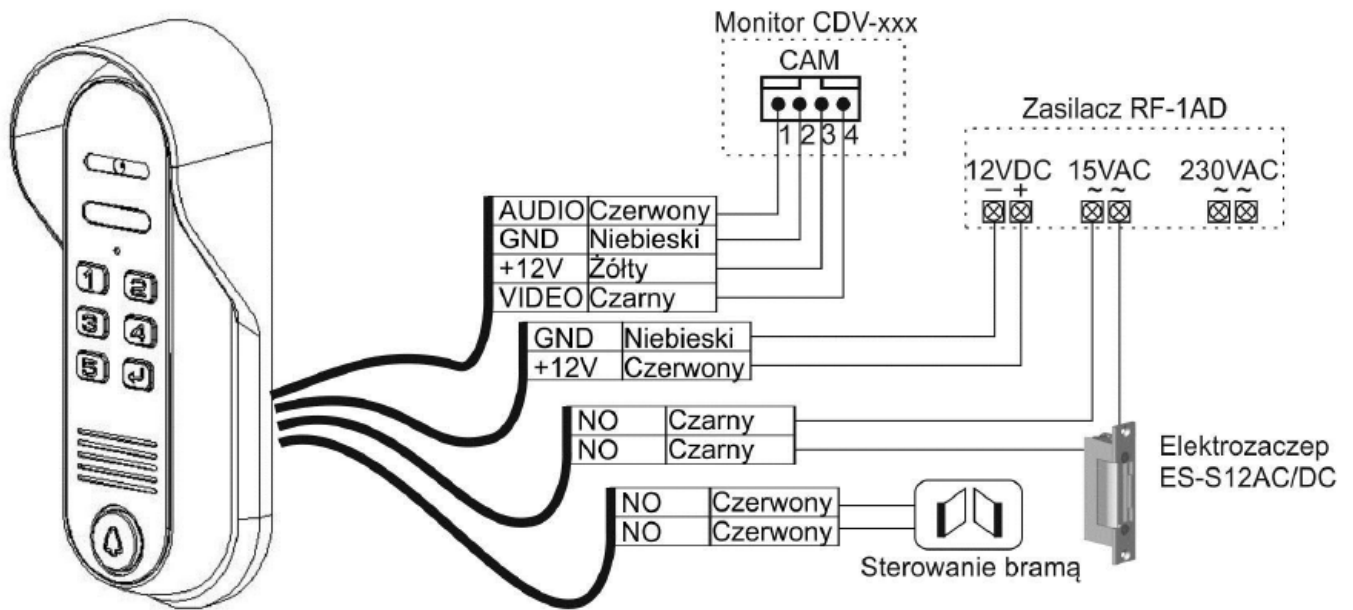 Monitor CDV-xxx
CAM
1 2 3 4
Zasilacz RF-1AD
12VDC 15VAC 230VAC
− + ~ ~ ~ ~
AUDIO Czerwony
GND Niebieski
+12V Żółty
VIDEO Czarny
GND Niebieski
+12V Czerwony
NO Czarny
NO Czarny
NO Czerwony
NO Czerwony
Elektrozaczep
ES-S12AC/DC
Sterowanie bramą
1 2
3 4
5